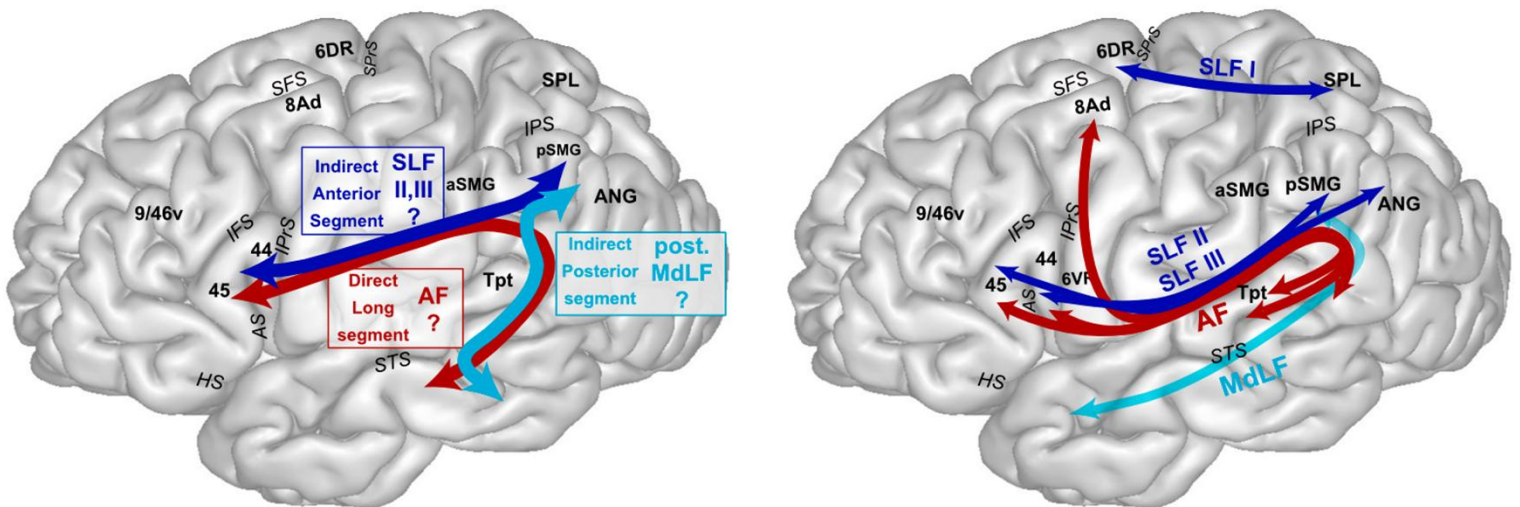 6DR
SPrS
SFS
8Ad
SPL
IPS
pSMG
Indirect SLF
Anterior II,III
Segment ?
aSMG
ANG
9/46v
IFS
IPrS
44
45
AS
Direct
Long AF
segment ?
Tpt
Indirect post.
Posterior MdLF
segment ?
STS
HS
6DR
SPrS
SLF I
SFS
8Ad
SPL
IPS
aSMG
pSMG
ANG
9/46v
IFS
IPrS
44
6VR
45
AS
SLF II
SLF III
Tpt
AF
STS
MdLF
HS